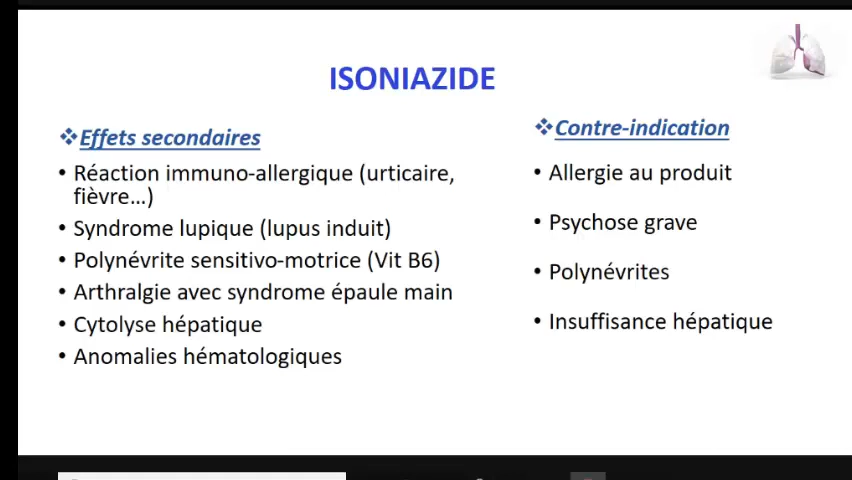 ISONIAZIDE
❖Effets secondaires
• Réaction immuno-allergique (urticaire,
fièvre…)
• Syndrome lupique (lupus induit)
• Polynévrite sensitivo-motrice (Vit B6)
• Arthralgie avec syndrome épaule main
• Cytolyse hépatique
• Anomalies hématologiques
❖Contre-indication
• Allergie au produit
• Psychose grave
• Polynévrites
• Insuffisance hépatique